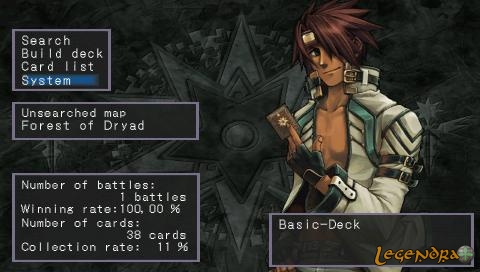 Search
Build deck
Card list
System
Unsearched map
Forest of Dryad
Number of battles:
1 battles
Winning rate:100,00 %
Number of cards:
38 cards
Collection rate: 11 %
Basic-Deck
Legendra